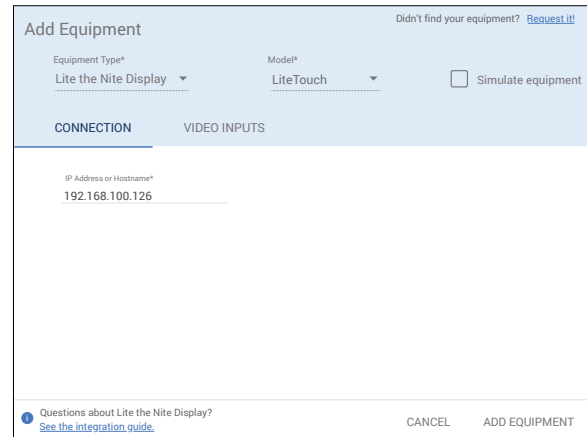 Didn't find your equipment? Request it!
Add Equipment
Equipment Type*
Model*
Lite the Nite Display
LiteTouch
Simulate equipment
CONNECTION
VIDEO INPUTS
IP Address or Hostname*
192.168.100.126
Questions about Lite the Nite Display?
See the integration guide.
CANCEL
ADD EQUIPMENT